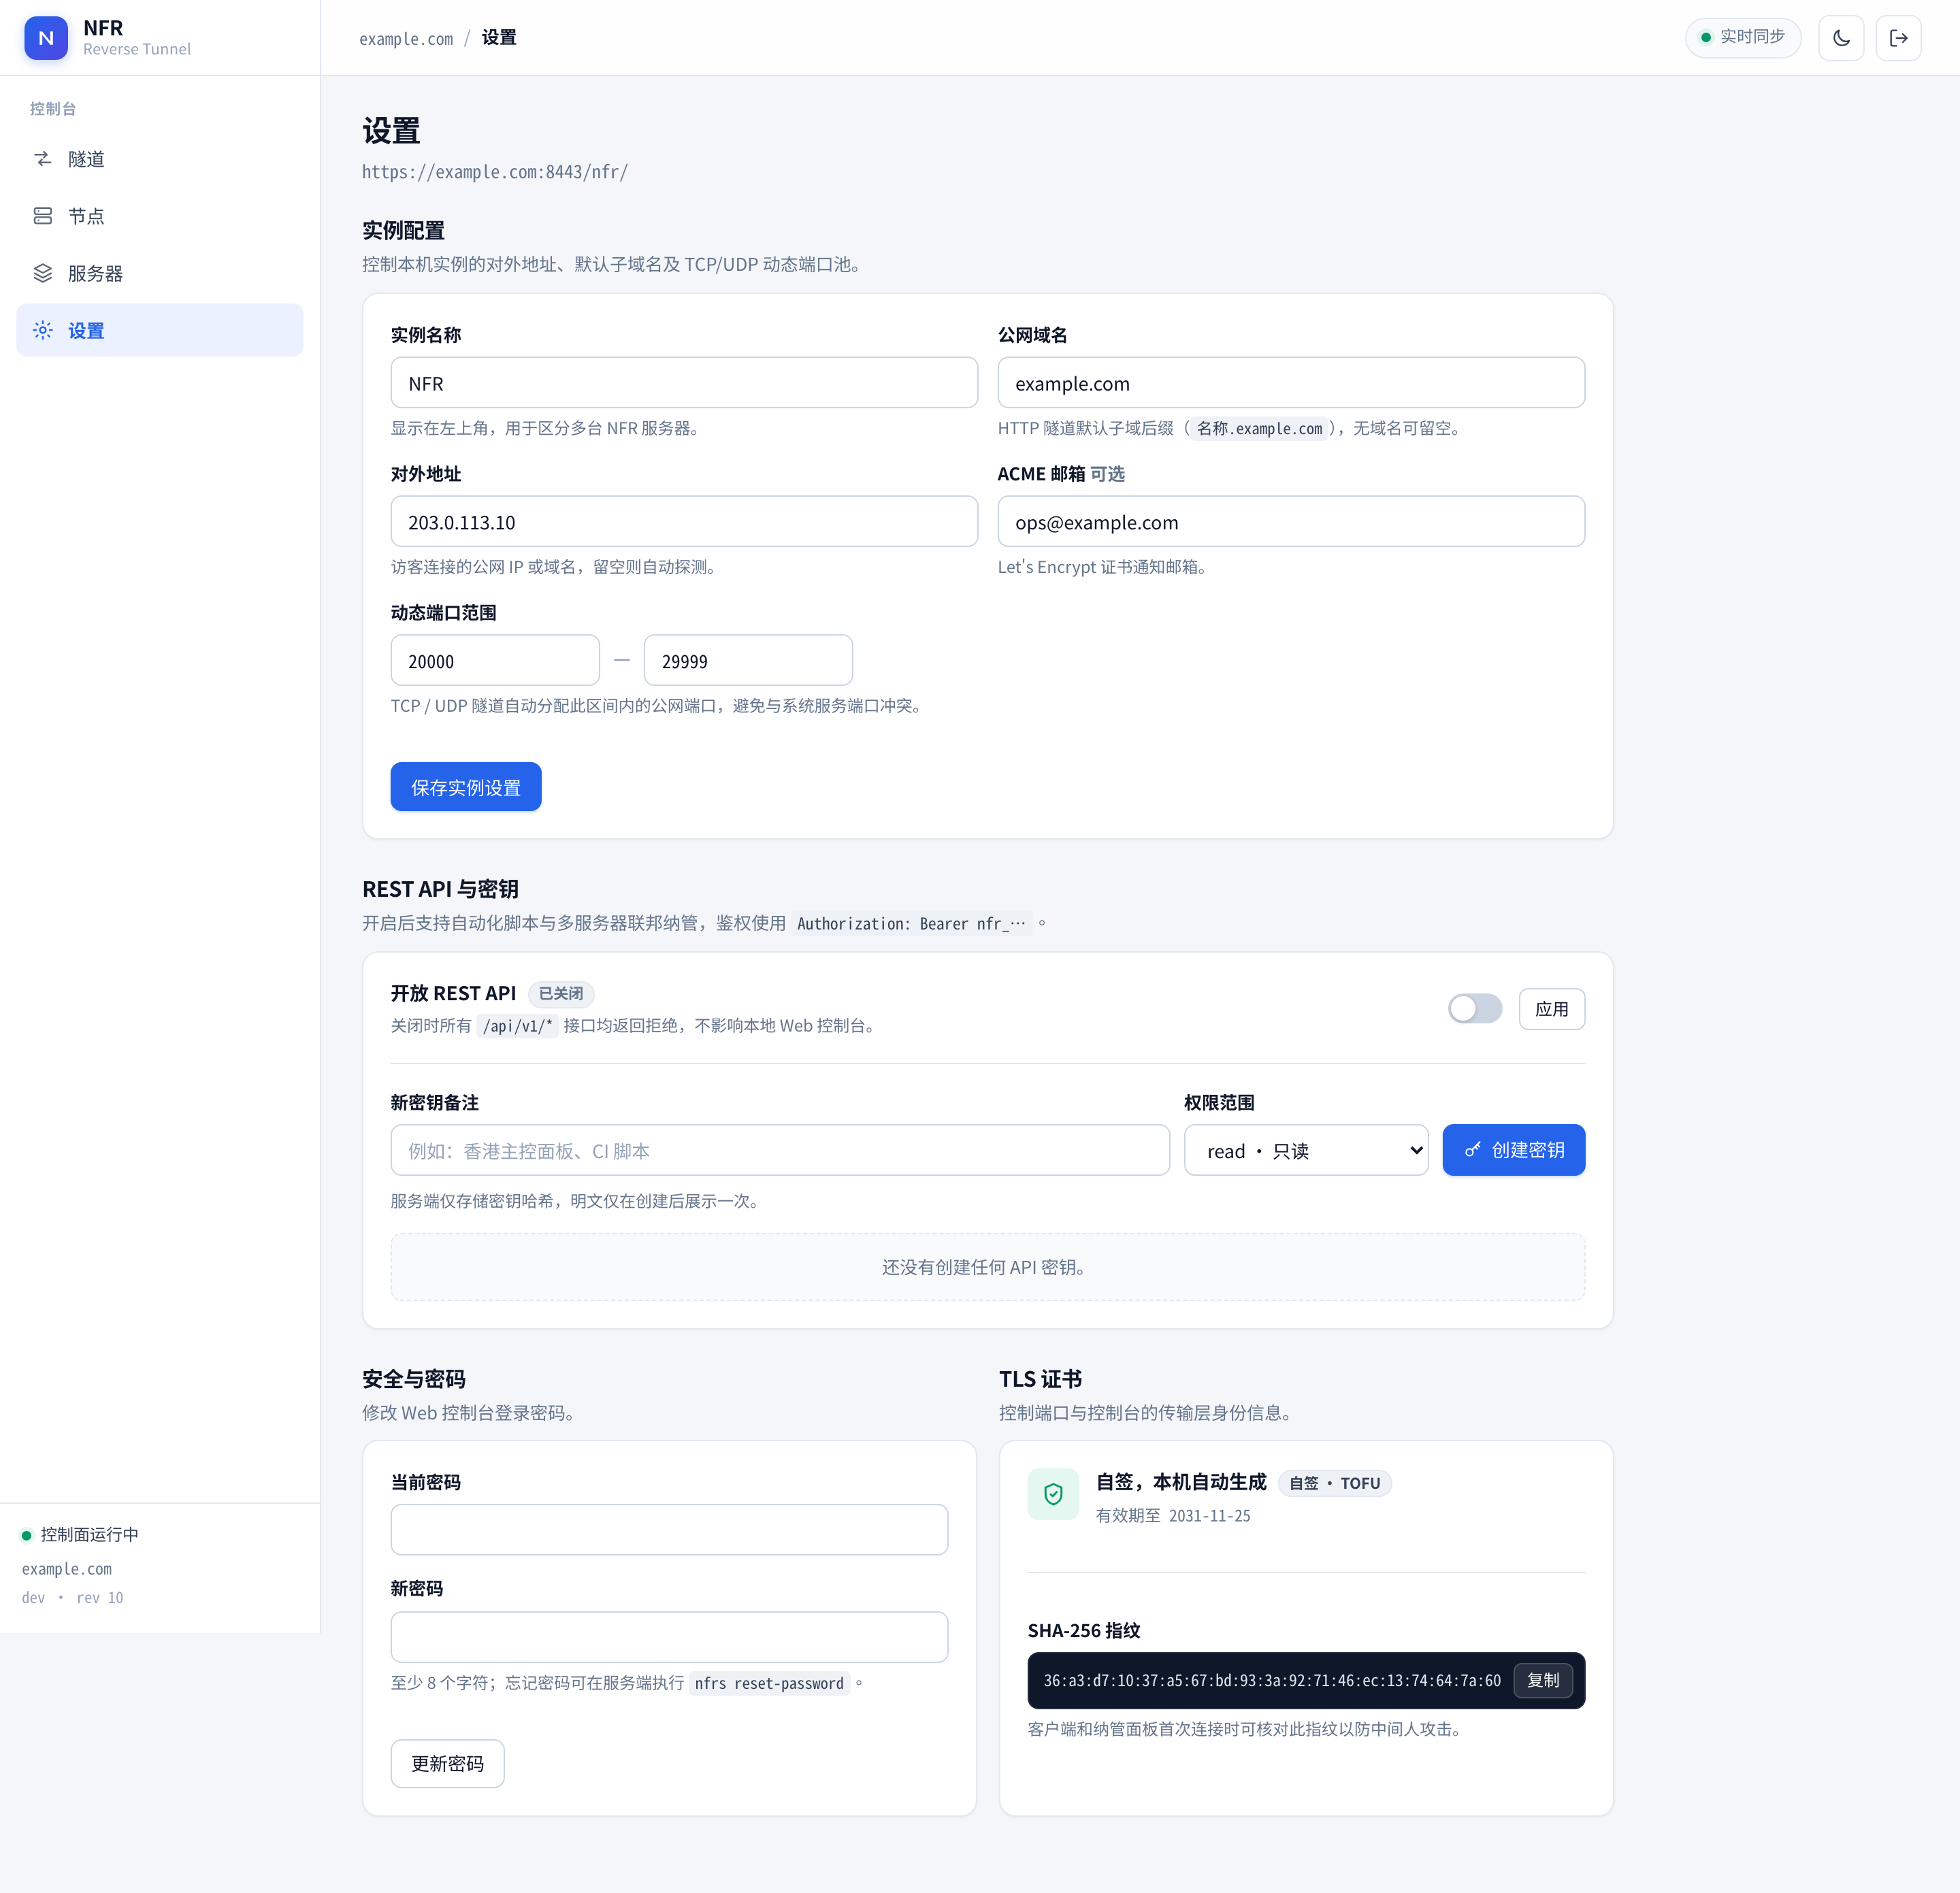 N
NFR
Reverse Tunnel
example.com / 设置
实时同步
控制台
隧道
节点
服务器
设置
设置
https://example.com:8443/nfr/
实例配置
控制本机实例的对外地址、默认子域名及 TCP/UDP 动态端口池。
实例名称
NFR
显示在左上角，用于区分多台 NFR 服务器。
公网域名
example.com
HTTP 隧道默认子域后缀（名称.example.com），无域名可留空。
对外地址
203.0.113.10
访客连接的公网 IP 或域名，留空则自动探测。
ACME 邮箱 可选
ops@example.com
Let's Encrypt 证书通知邮箱。
动态端口范围
20000 — 29999
TCP / UDP 隧道自动分配此区间内的公网端口，避免与系统服务端口冲突。
保存实例设置
REST API 与密钥
开启后支持自动化脚本与多服务器联邦纳管，鉴权使用 Authorization: Bearer nfr_… 。
开放 REST API 已关闭
关闭时所有 /api/v1/* 接口均返回拒绝，不影响本地 Web 控制台。
应用
新密钥备注
例如：香港主控面板、CI 脚本
权限范围
read · 只读
创建密钥
服务端仅存储密钥哈希，明文仅在创建后展示一次。
还没有创建任何 API 密钥。
安全与密码
修改 Web 控制台登录密码。
当前密码
新密码
至少 8 个字符；忘记密码可在服务端执行 nfrs reset-password 。
更新密码
TLS 证书
控制端口与控制台的传输层身份信息。
自签，本机自动生成 自签 · TOFU
有效期至 2031-11-25
SHA-256 指纹
36:a3:d7:10:37:a5:67:bd:93:3a:92:71:46:ec:13:74:64:7a:60
复制
客户端和纳管面板首次连接时可核对此指纹以防中间人攻击。
控制面运行中
example.com
dev · rev 10